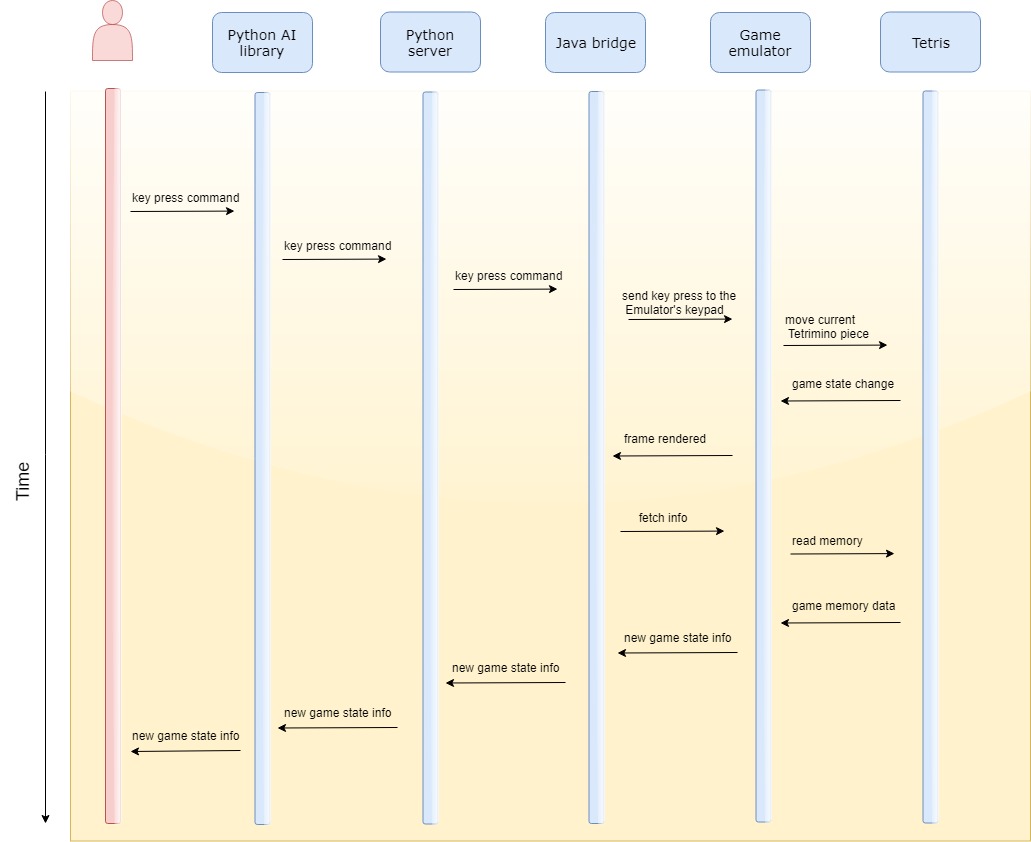 Python AI
library
Python
server
Java bridge
Game
emulator
Tetris
key press command
key press command
key press command
send key press to the
Emulator's keypad
move current
Tetrimino piece
game state change
frame rendered
Time
fetch info
read memory
game memory data
new game state info
new game state info
new game state info
new game state info